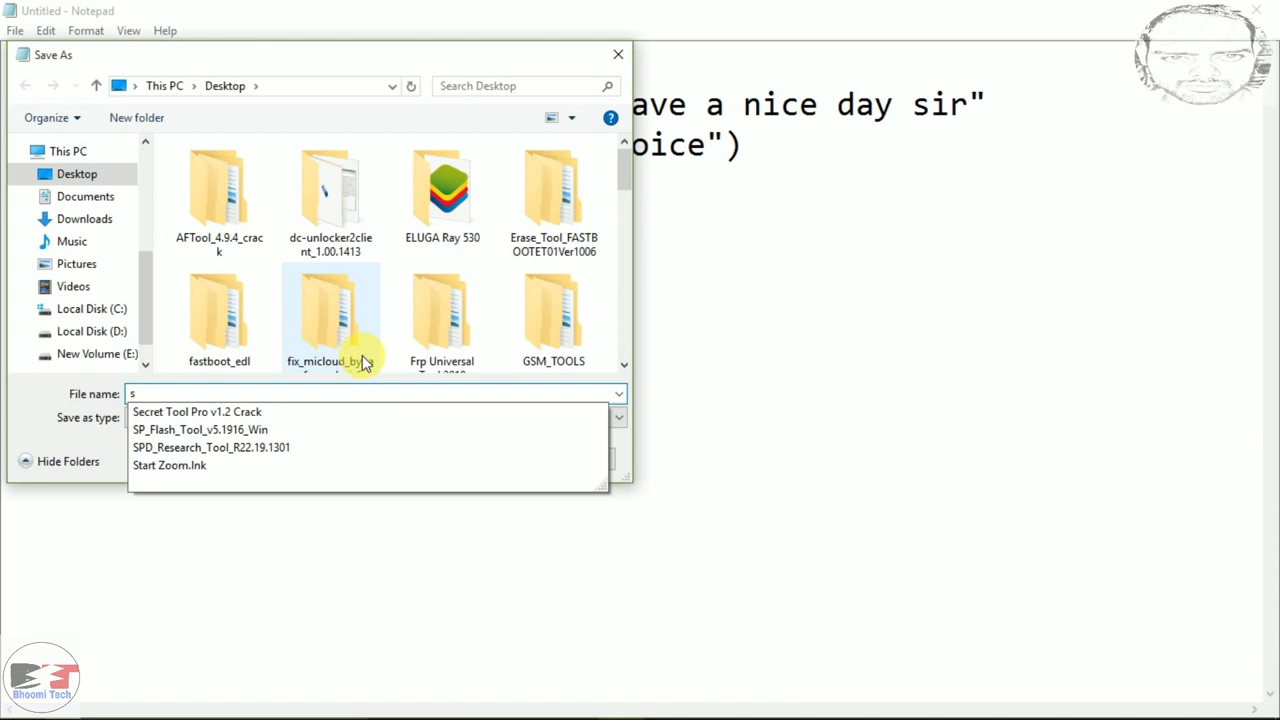 Untitled - Notepad
File Edit Format View Help
Save As
This PC
Desktop
Search Desktop
ave a nice day sir"
Organize
New folder
oice")
This PC
Desktop
Documents
Downloads
Music
Pictures
Videos
Local Disk (C:)
Local Disk (D:)
New Volume (E:)
AFTool_4.9.4_crac
k
dc-unlocker2clie
nt_1.00.1413
ELUGA Ray 530
Erase_Tool_FASTB
OOTET01Ver1006
fastboot_edl
fix_micloud_by
Frp Universal
GSM_TOOLS
File name: s
Save as type:
Secret Tool Pro v1.2 Crack
SP_Flash_Tool_v5.1916_Win
SPD_Research_Tool_R22.19.1301
Start Zoom.lnk
Hide Folders
Bhoomi Tech